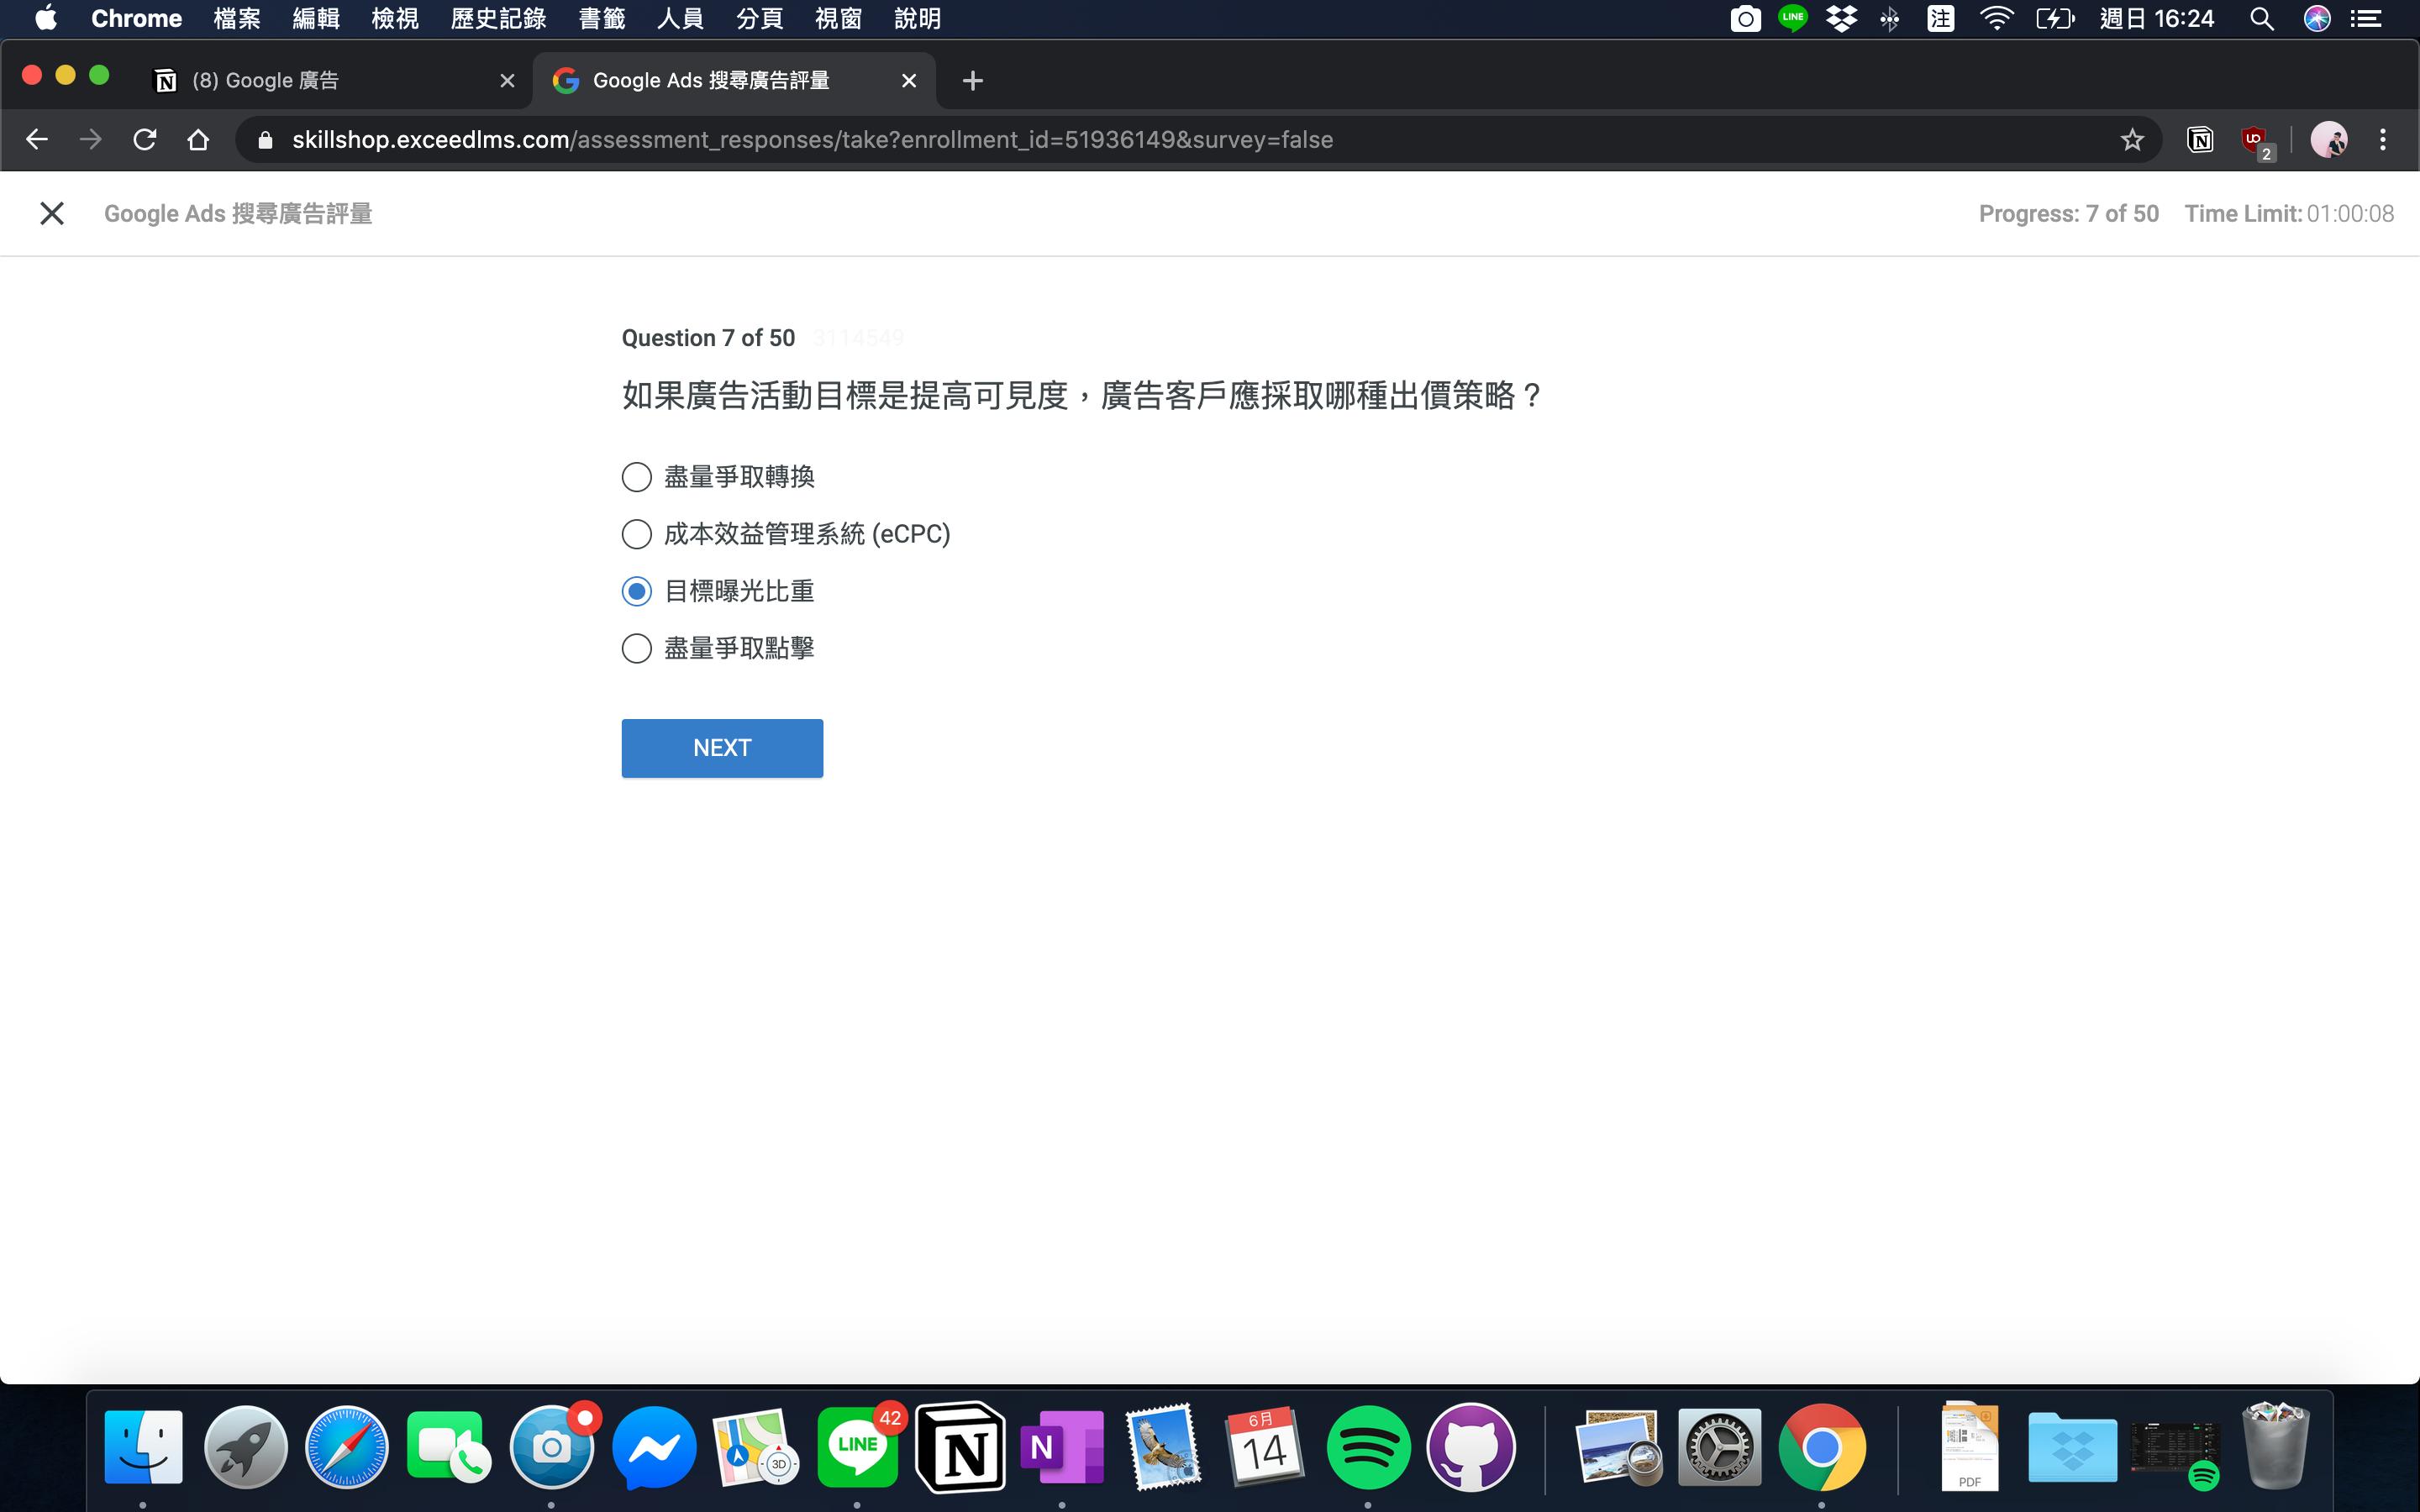 Chrome 檔案 編輯 檢視 歷史記錄 書籤 人員 分頁 視窗 說明 LINE 注 週日 16:24
(8) Google 廣告 Google Ads 搜尋廣告評量
skillshop.exceedlms.com/assessment_responses/take?enrollment_id=51936149&survey=false 2
Google Ads 搜尋廣告評量 Progress: 7 of 50 Time Limit: 01:00:08
Question 7 of 50 3114549
如果廣告活動目標是提高可見度，廣告客戶應採取哪種出價策略？
盡量爭取轉換
成本效益管理系統 (eCPC)
目標曝光比重
盡量爭取點擊
NEXT
42
6月
14
LINE
3D
N
PDF